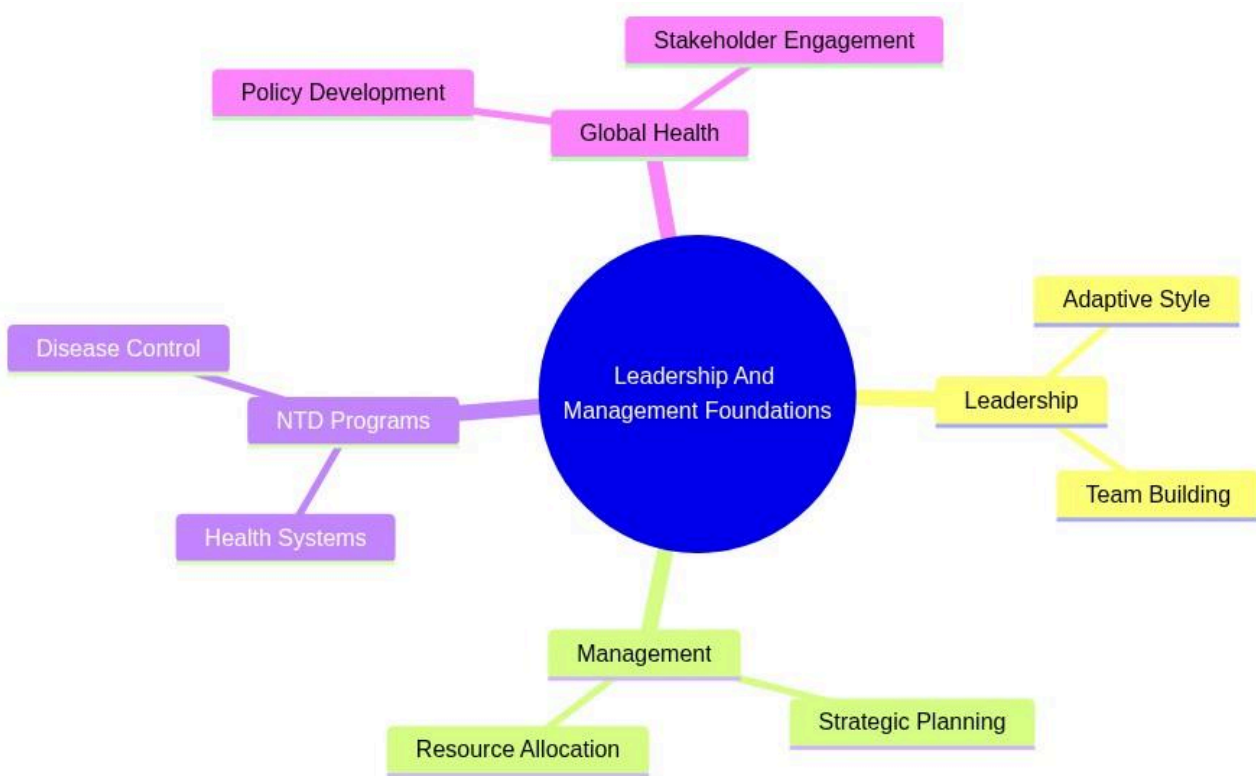 Stakeholder Engagement
Policy Development
Global Health
Adaptive Style
Disease Control
Leadership And
Management Foundations
Leadership
NTD Programs
Team Building
Health Systems
Management
Strategic Planning
Resource Allocation